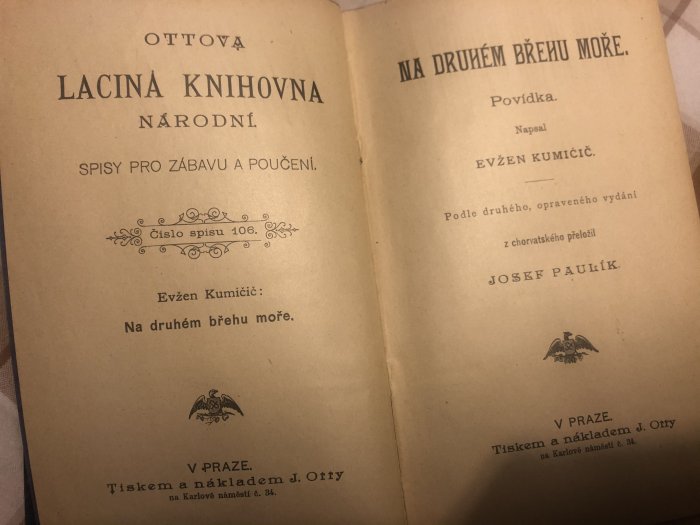 OTTOVA
LACINÁ KNIHOVNA
NÁRODNÍ.
SPISY PRO ZÁBAVU A POUČENÍ.
Číslo spisu 106.
Evžen Kumičič:
Na druhém břehu moře.
V PRAZE.
Tiskem a nákladem J. Otty
na Karlově náměstí č. 34.
NA DRUHÉM BŘEHU MOŘE.
Povídka.
Napsal
EVŽEN KUMIČIČ.
Podle druhého, opraveného vydání
z chorvatského přeložil
JOSEF PAULÍK.
V PRAZE.
Tiskem a nákladem J. Otty
na Karlově náměstí č. 34.